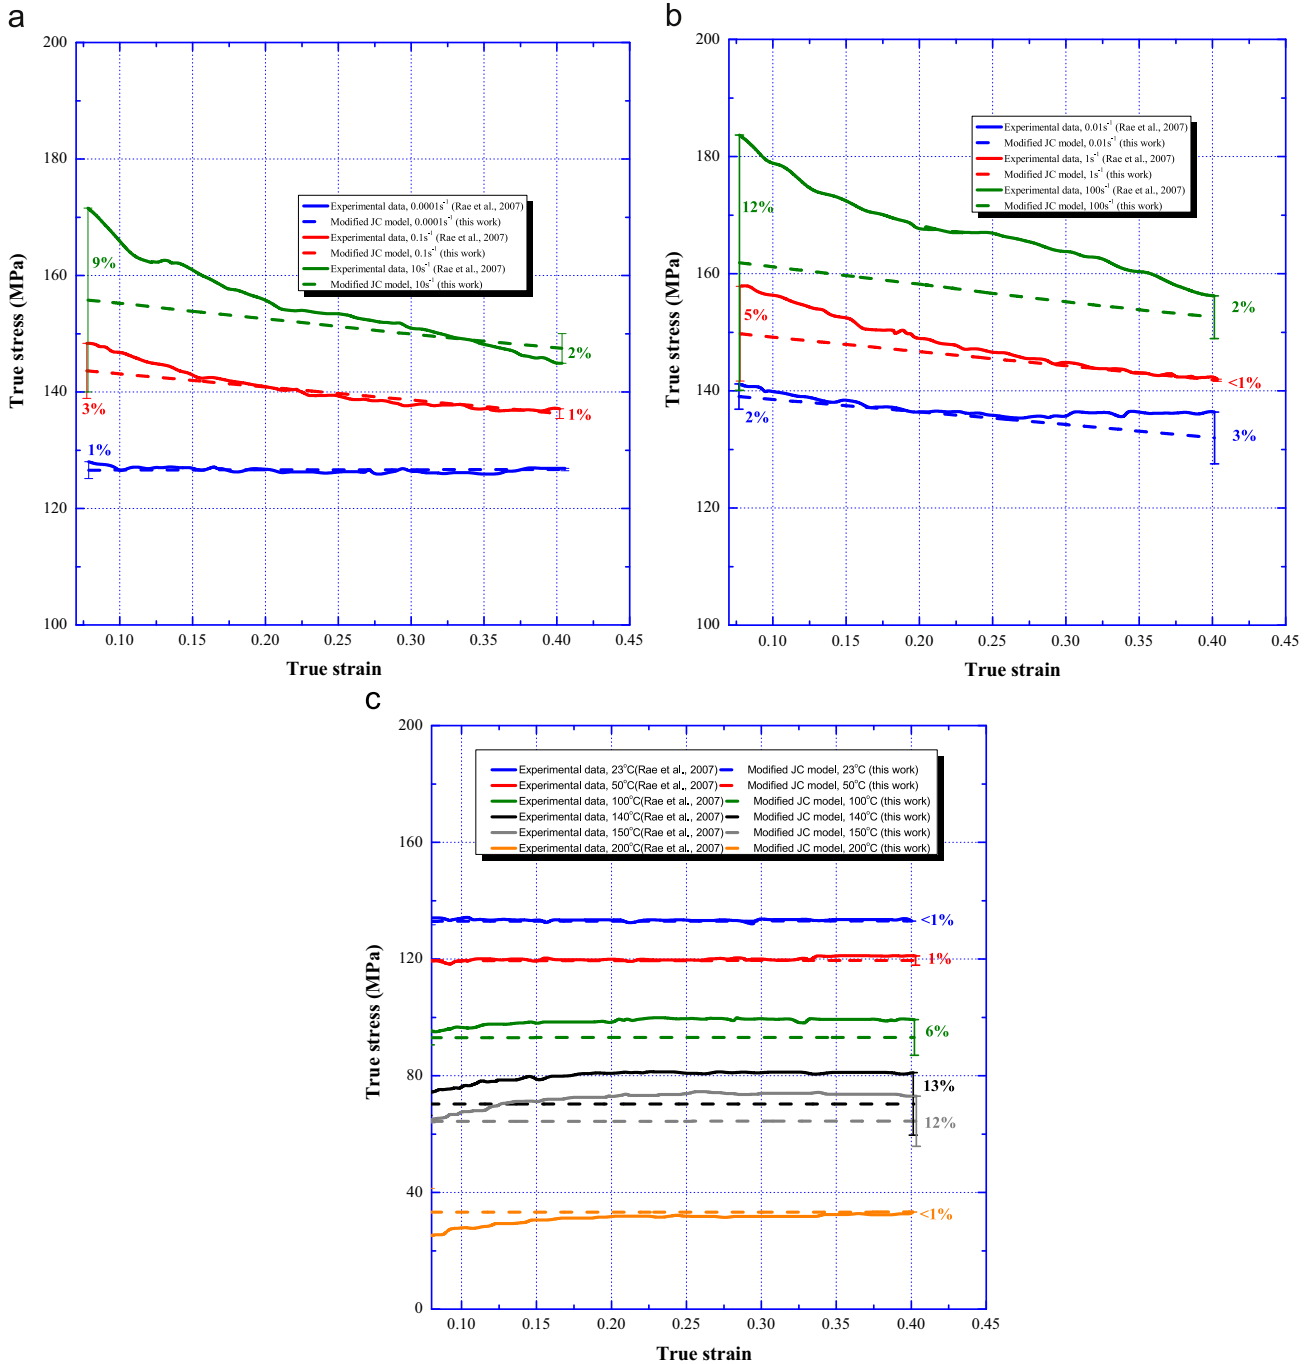 a
200
180
160
140
120
100
0.10
0.15
0.20
0.25
0.30
0.35
0.40
0.45
True strain
True stress (MPa)
Experimental data, 0.0001s⁻¹ (Rae et al., 2007)
Modified JC model, 0.0001s⁻¹ (this work)
Experimental data, 0.1s⁻¹ (Rae et al., 2007)
Modified JC model, 0.1s⁻¹ (this work)
Experimental data, 10s⁻¹ (Rae et al., 2007)
Modified JC model, 10s⁻¹ (this work)
9%
3%
1%
2%
1%
b
200
180
160
140
120
100
0.10
0.15
0.20
0.25
0.30
0.35
0.40
0.45
True strain
True stress (MPa)
Experimental data, 0.01s⁻¹ (Rae et al., 2007)
Modified JC model, 0.01s⁻¹ (this work)
Experimental data, 1s⁻¹ (Rae et al., 2007)
Modified JC model, 1s⁻¹ (this work)
Experimental data, 100s⁻¹ (Rae et al., 2007)
Modified JC model, 100s⁻¹ (this work)
12%
5%
2%
2%
<1%
3%
c
200
160
120
80
40
0
0.10
0.15
0.20
0.25
0.30
0.35
0.40
0.45
True strain
True stress (MPa)
Experimental data, 23°C(Rae et al., 2007) Modified JC model, 23°C (this work)
Experimental data, 50°C(Rae et al., 2007) Modified JC model, 50°C (this work)
Experimental data, 100°C(Rae et al., 2007) Modified JC model, 100°C (this work)
Experimental data, 140°C(Rae et al., 2007) Modified JC model, 140°C (this work)
Experimental data, 150°C(Rae et al., 2007) Modified JC model, 150°C (this work)
Experimental data, 200°C(Rae et al., 2007) Modified JC model, 200°C (this work)
<1%
1%
6%
13%
12%
<1%